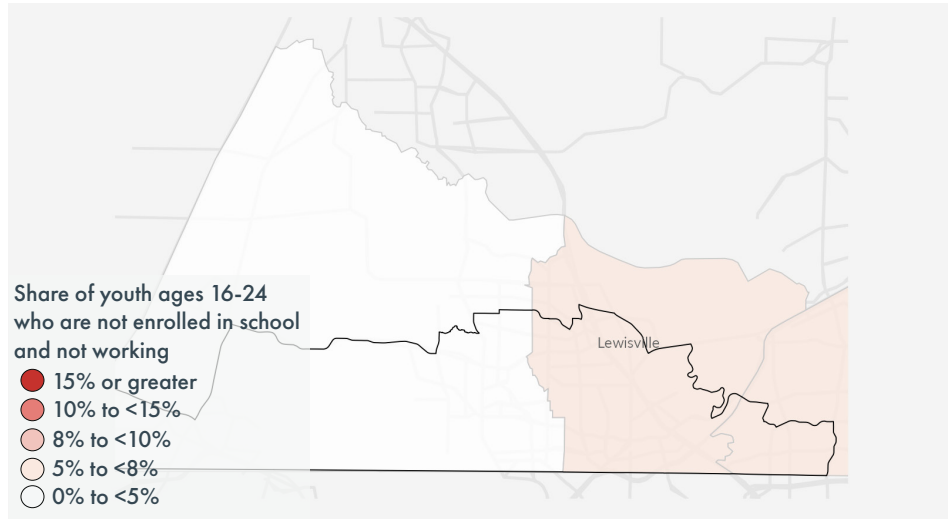 Share of youth ages 16-24
who are not enrolled in school
and not working
15% or greater
10% to <15%
8% to <10%
5% to <8%
0% to <5%
Lewisville